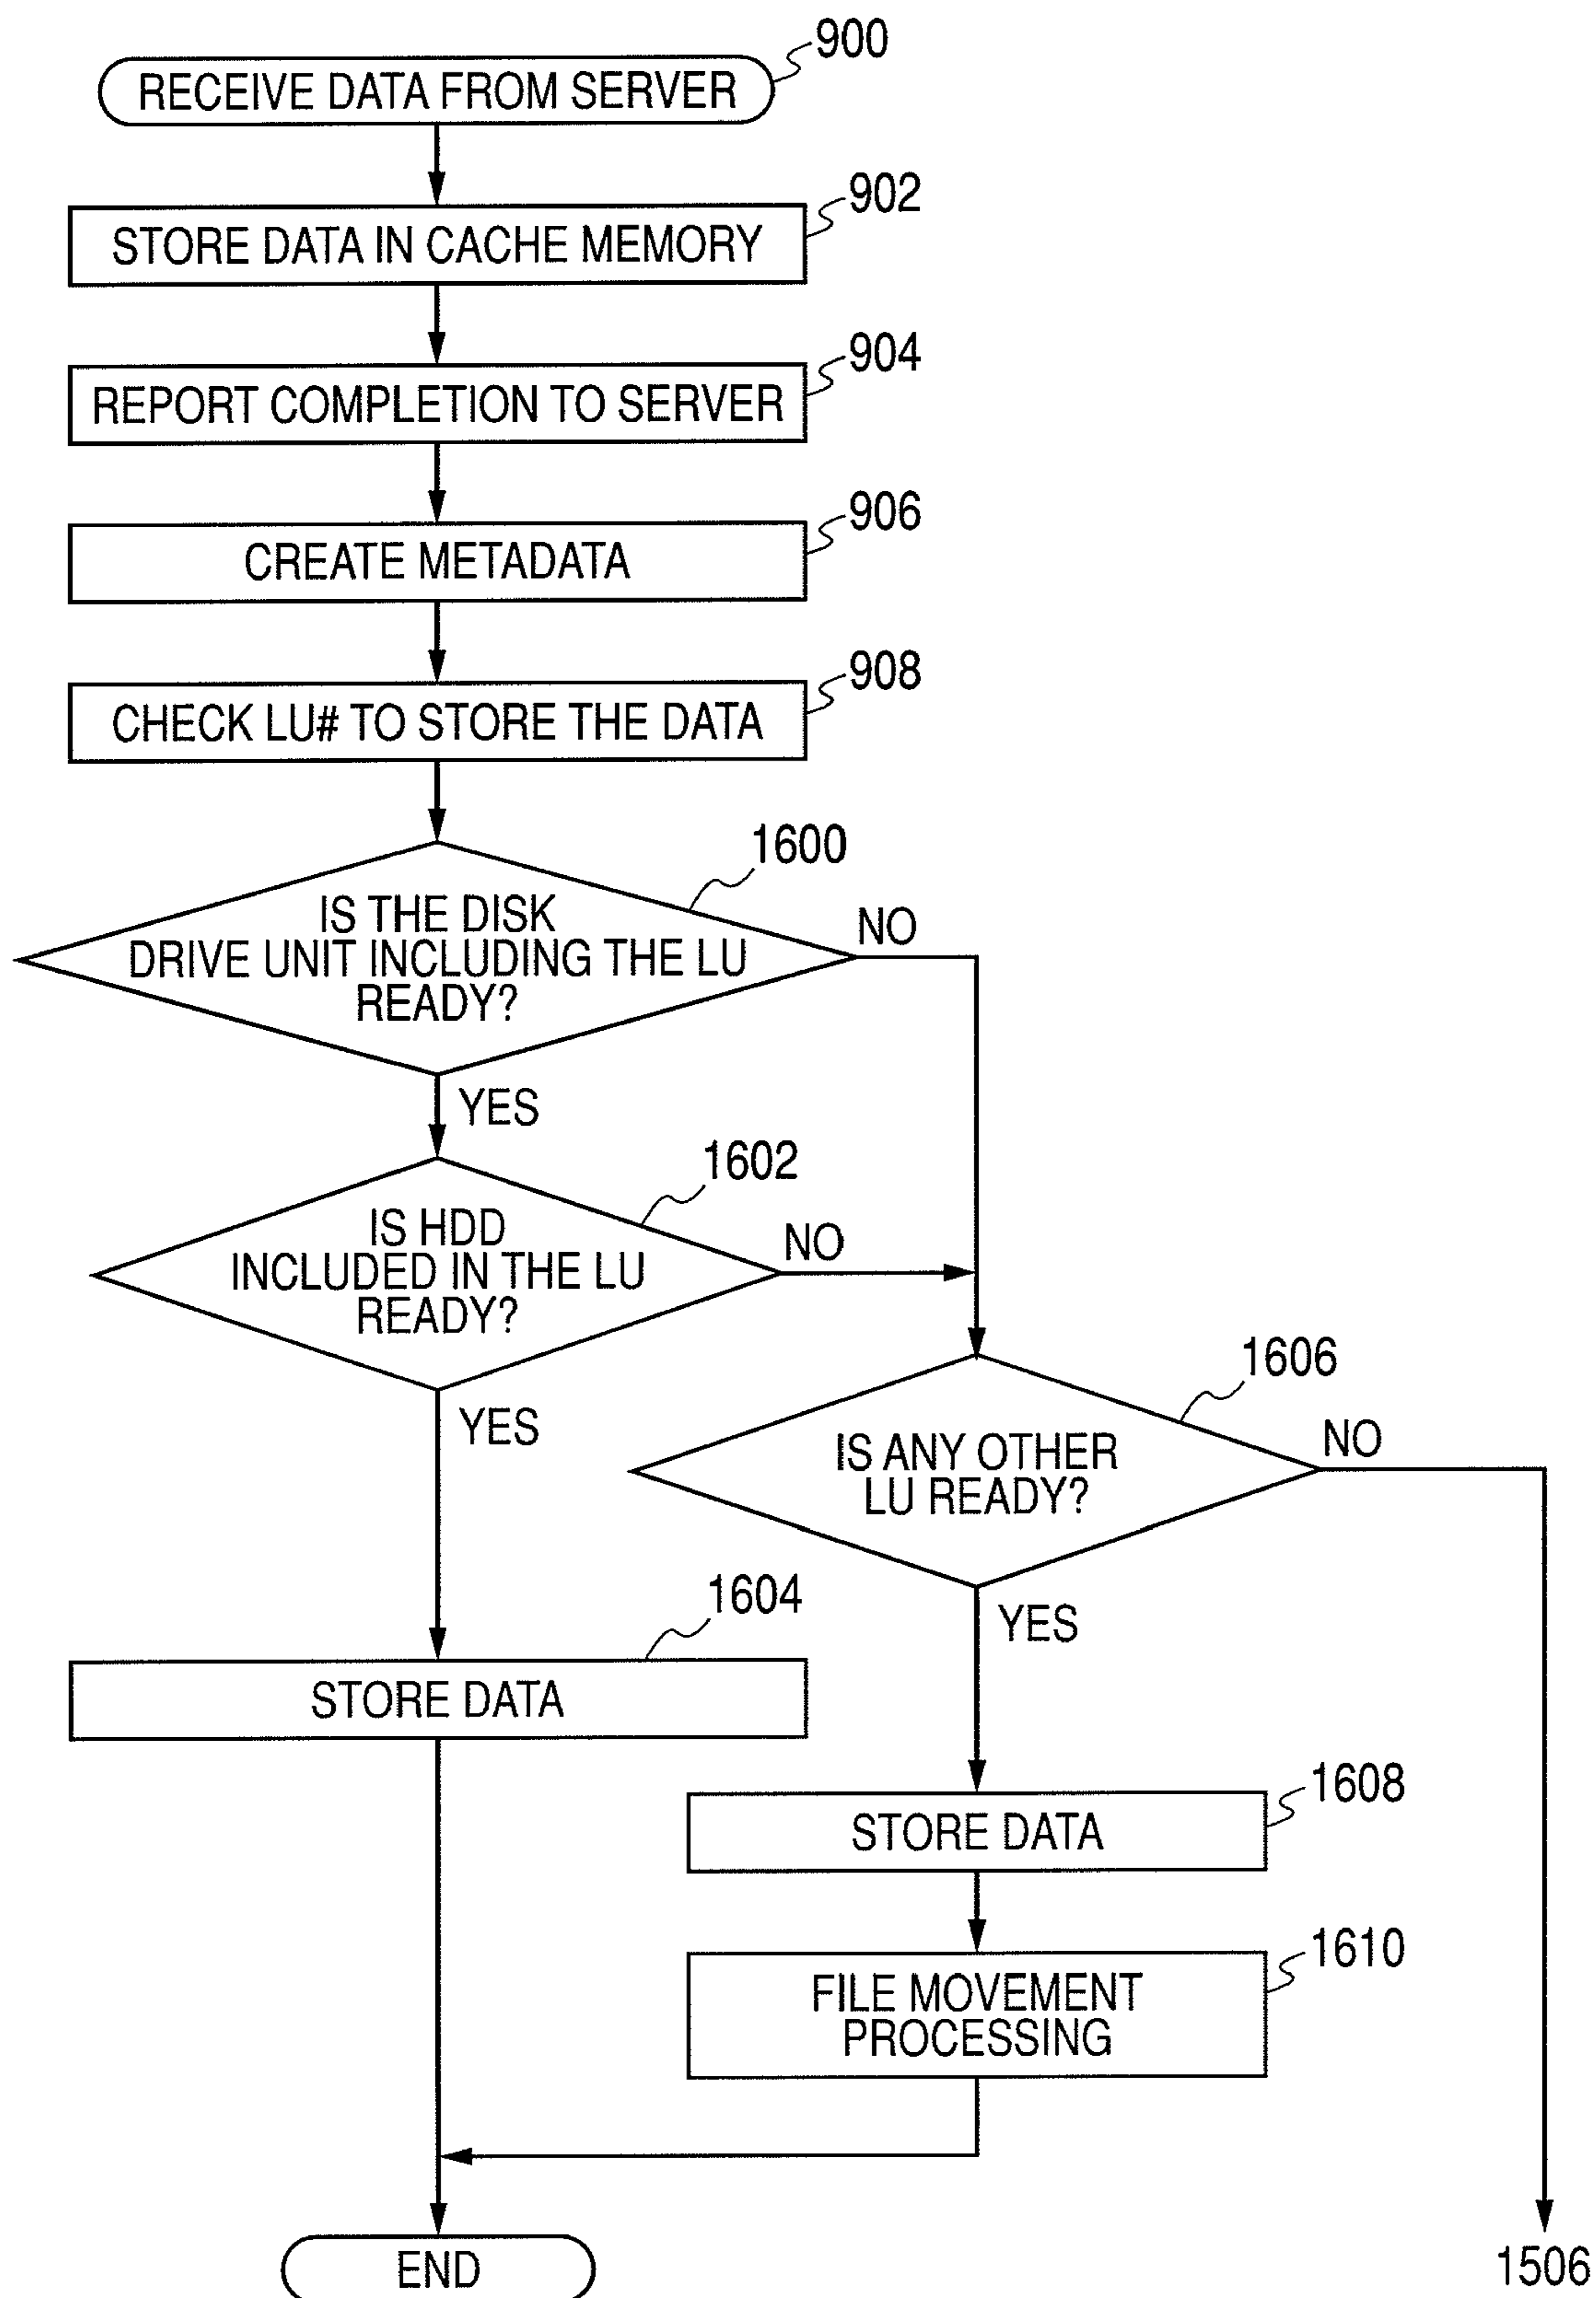 900
RECEIVE DATA FROM SERVER
902
STORE DATA IN CACHE MEMORY
904
REPORT COMPLETION TO SERVER
906
CREATE METADATA
908
CHECK LU# TO STORE THE DATA
1600
IS THE DISK
DRIVE UNIT INCLUDING THE LU
READY?
NO
YES
1602
IS HDD
INCLUDED IN THE LU
READY?
NO
YES
1606
IS ANY OTHER
LU READY?
NO
YES
1604
STORE DATA
1608
STORE DATA
1610
FILE MOVEMENT
PROCESSING
END
1506